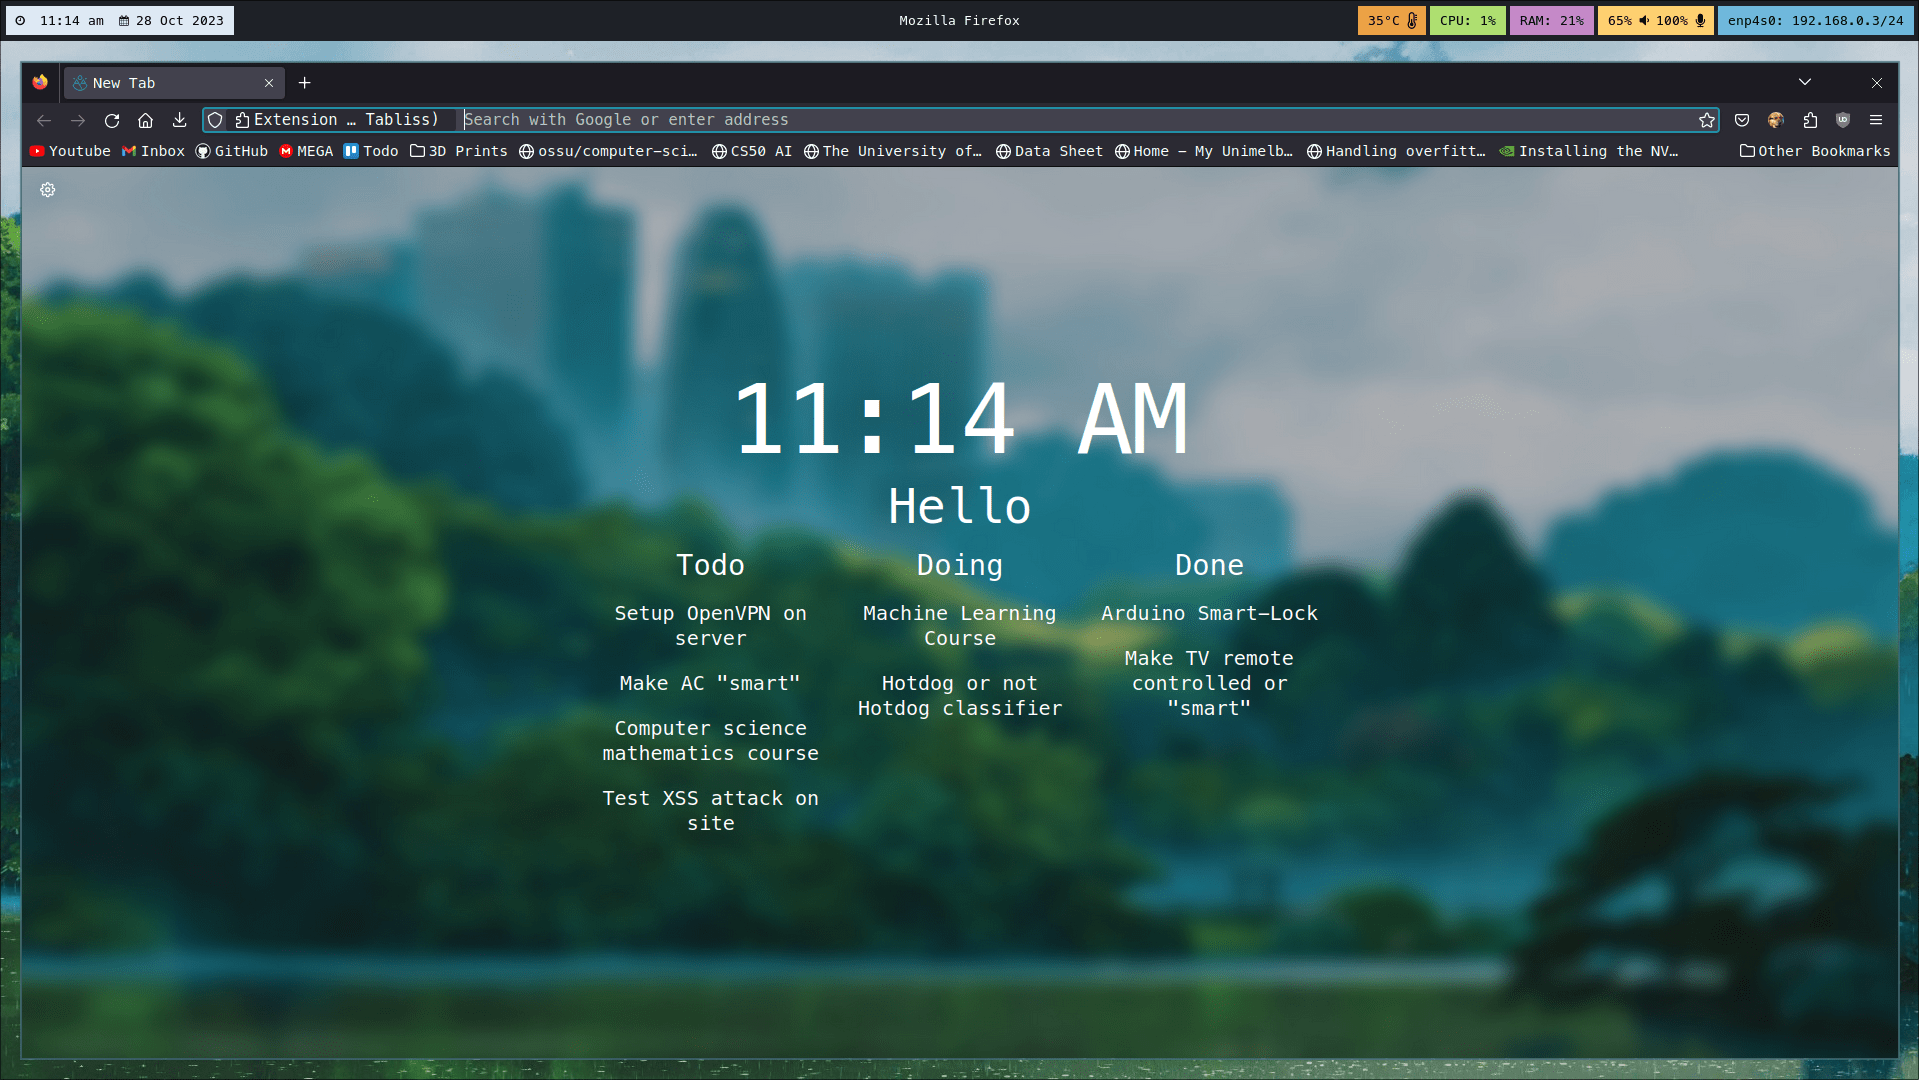 11:14 am 28 Oct 2023 Mozilla Firefox 35°C CPU: 1% RAM: 21% 65% 100% enp4s0: 192.168.0.3/24
New Tab
Extension … Tabliss) Search with Google or enter address
Youtube Inbox GitHub MEGA Todo 3D Prints ossu/computer-sci… CS50 AI The University of… Data Sheet Home - My Unimelb… Handling overfitt… Installing the NV… Other Bookmarks
11:14 AM
Hello
Todo
Setup OpenVPN on
server
Make AC "smart"
Computer science
mathematics course
Test XSS attack on
site
Doing
Machine Learning
Course
Hotdog or not
Hotdog classifier
Done
Arduino Smart-Lock
Make TV remote
controlled or
"smart"